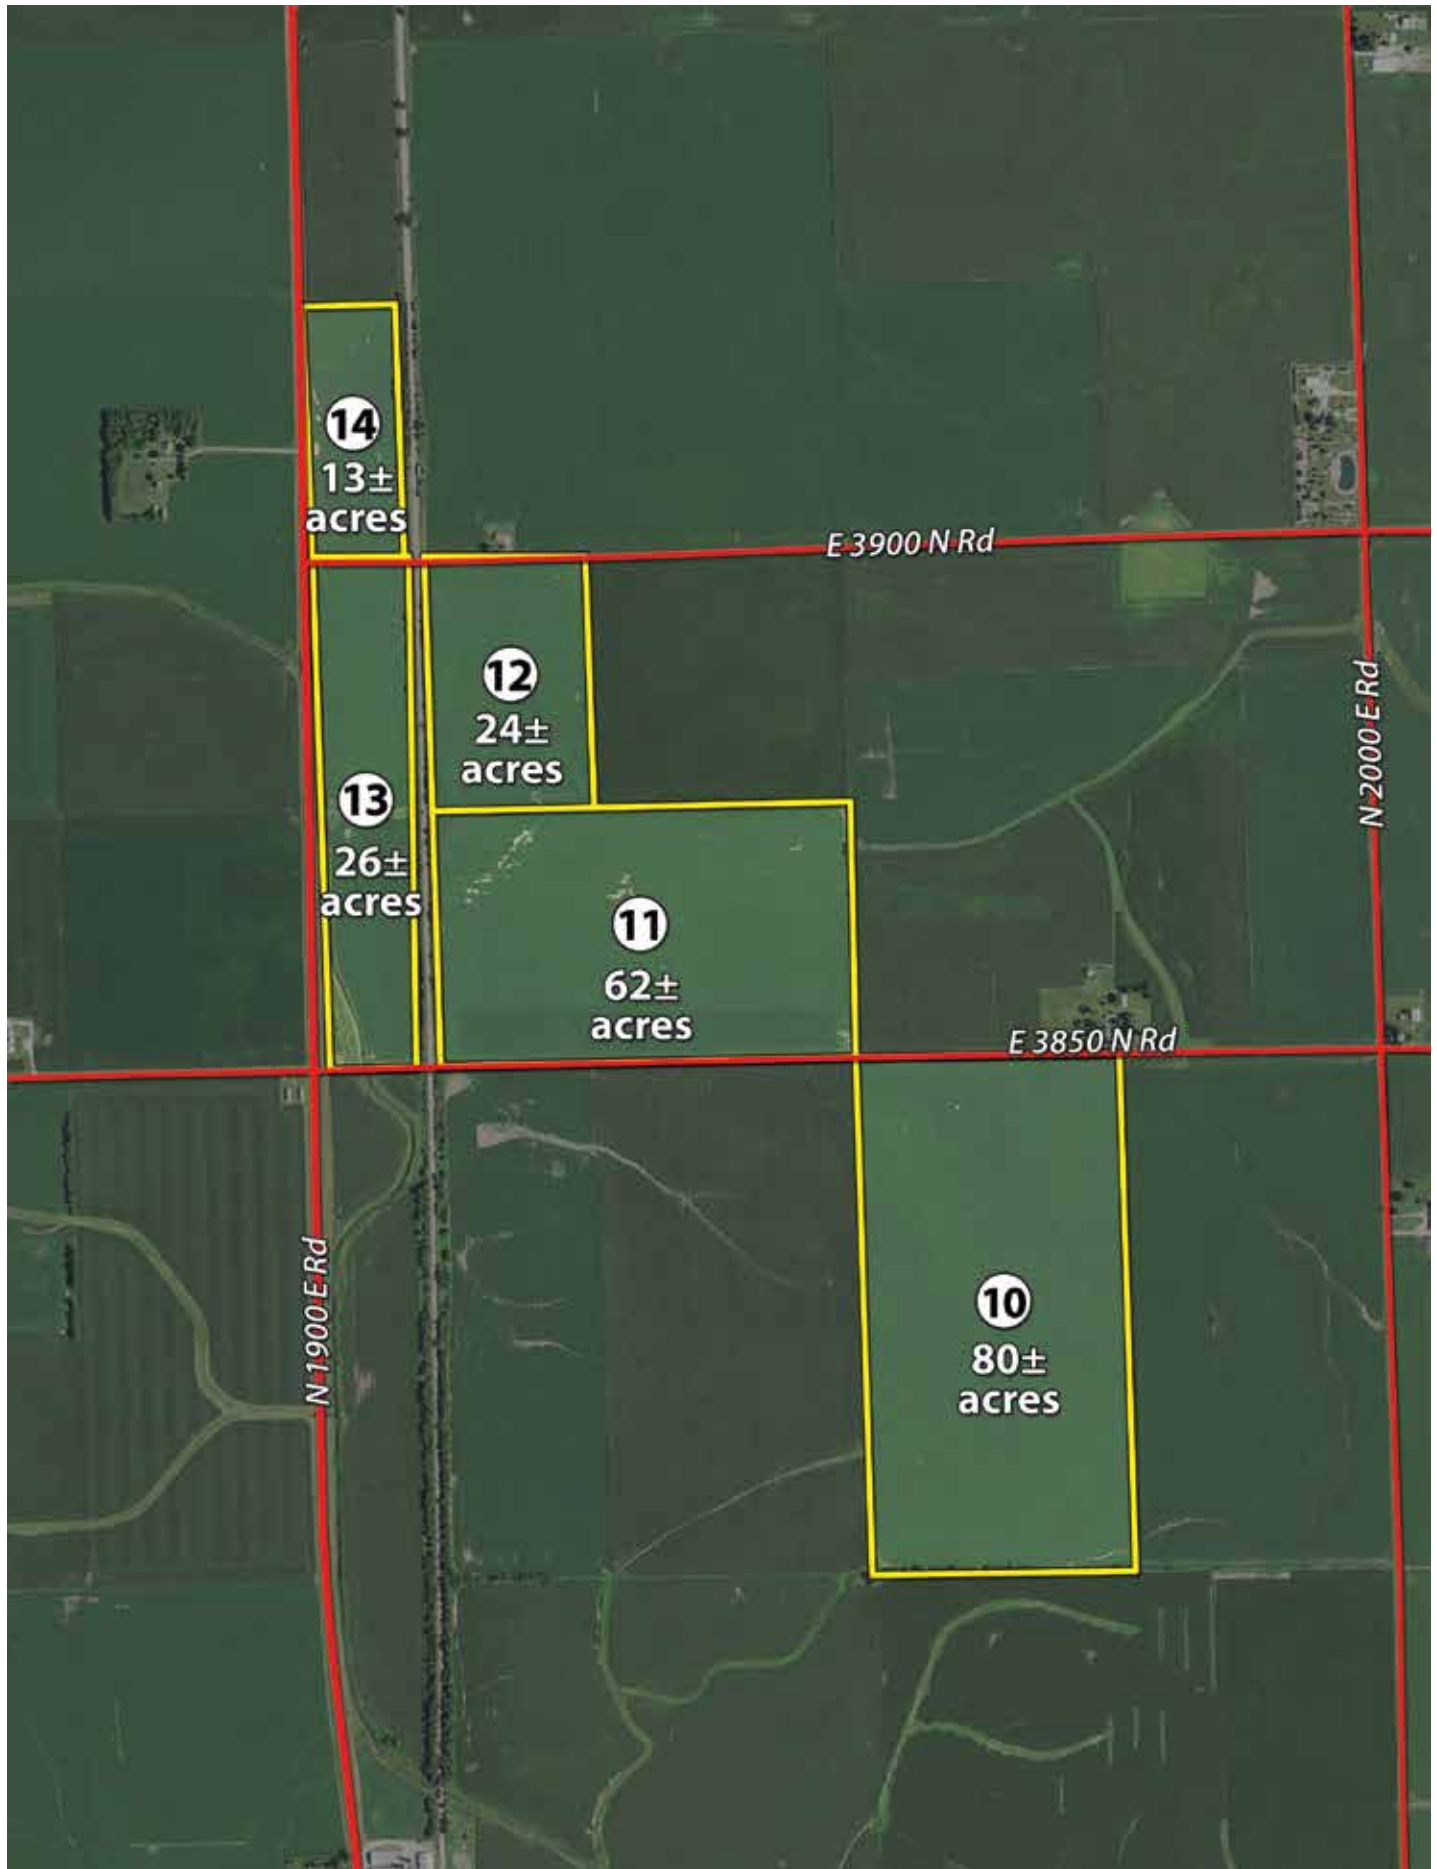 14
13±
acres
E 3900 N Rd
12
24±
acres
N 2000 E Rd
13
26±
acres
11
62±
acres
E 3850 N Rd
10
80±
acres
N 1900 E Rd